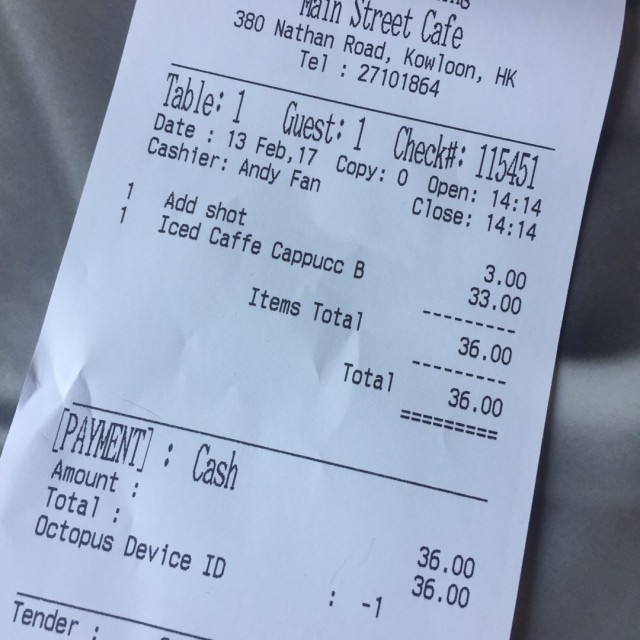 Main Street Cafe
380 Nathan Road, Kowloon, HK
Tel : 27101864
Table: 1 Guest: 1 Check#: 115451
Date : 13 Feb,17 Copy: 0 Open: 14:14
Cashier: Andy Fan Close: 14:14
1 Add shot 3.00
1 Iced Caffe Cappucc B 33.00
---------
Items Total 36.00
---------
Total 36.00
=========
[PAYMENT] : Cash
Amount : 36.00
Total : 36.00
Octopus Device ID : -1
Tender :